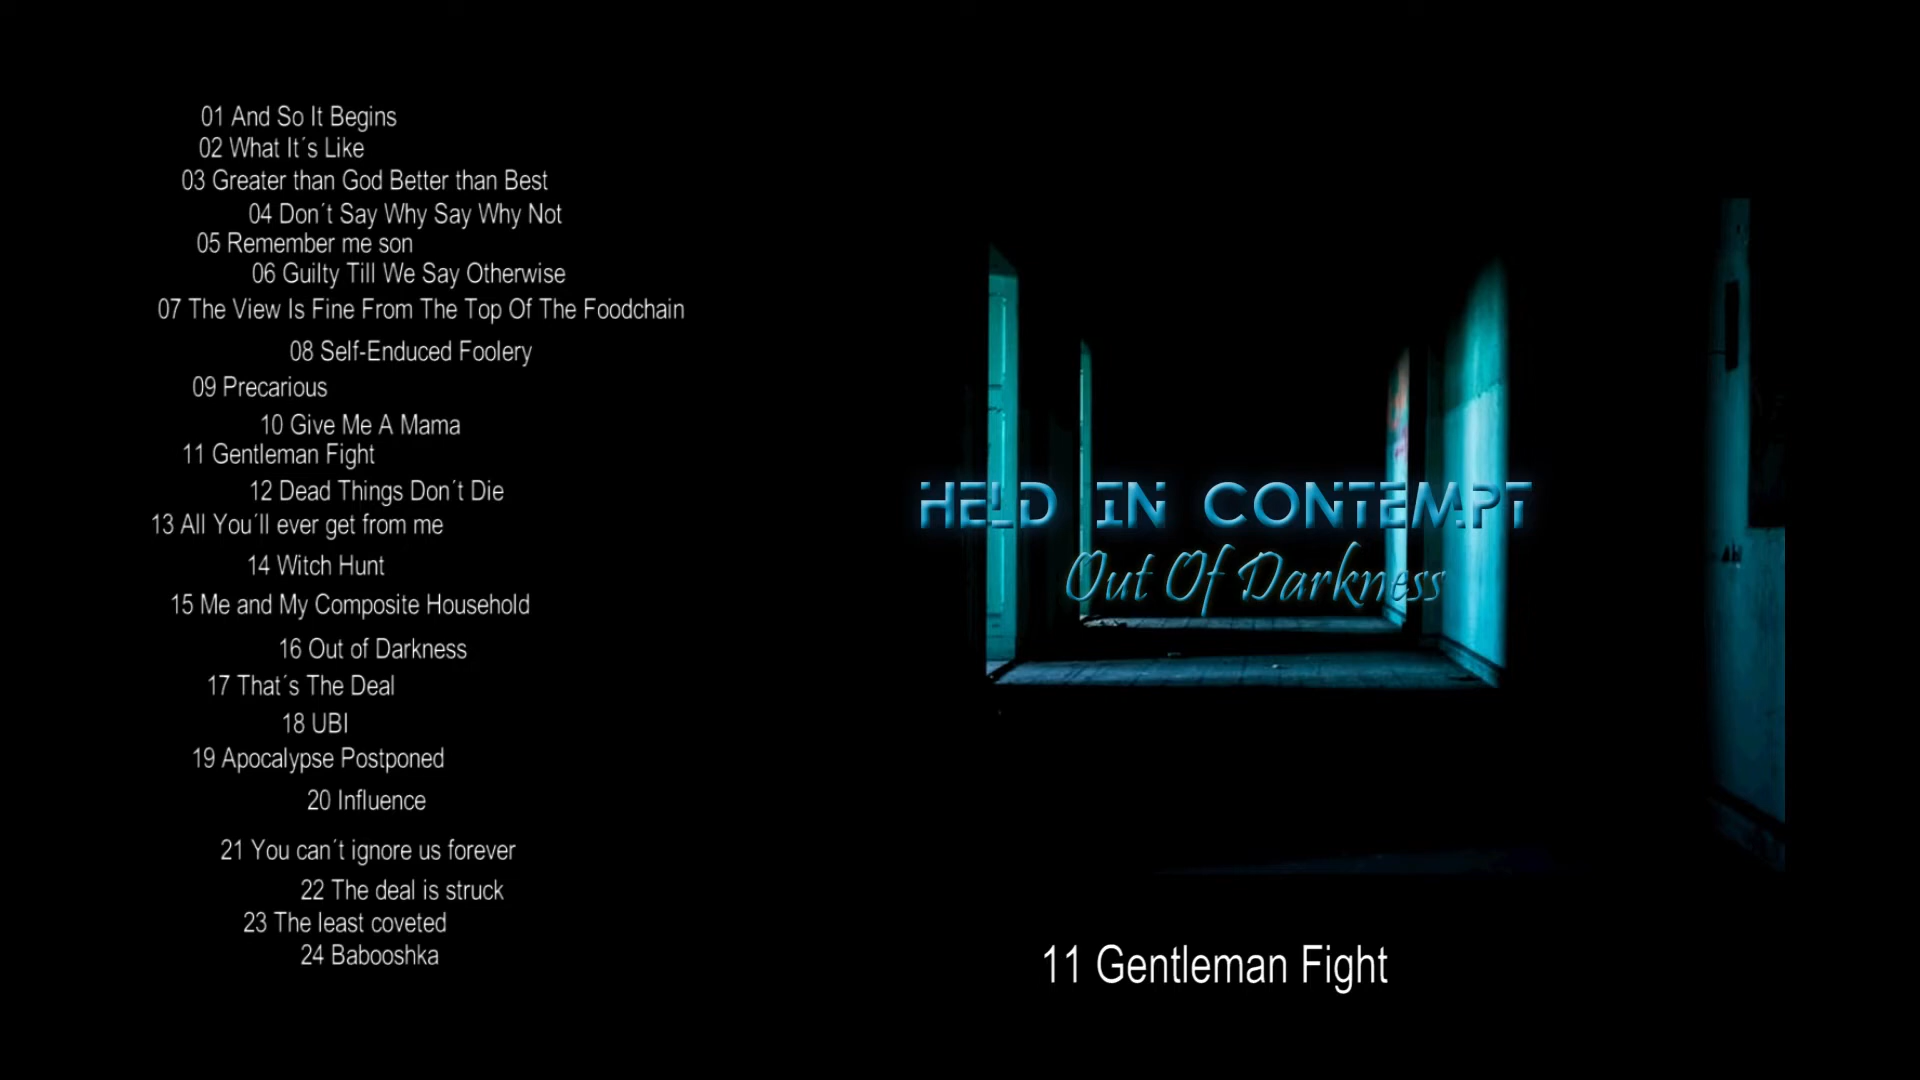 01 And So It Begins
02 What It´s Like
03 Greater than God Better than Best
04 Don´t Say Why Say Why Not
05 Remember me son
06 Guilty Till We Say Otherwise
07 The View Is Fine From The Top Of The Foodchain
08 Self-Enduced Foolery
09 Precarious
10 Give Me A Mama
11 Gentleman Fight
12 Dead Things Don´t Die
13 All You´ll ever get from me
14 Witch Hunt
15 Me and My Composite Household
16 Out of Darkness
17 That´s The Deal
18 UBI
19 Apocalypse Postponed
20 Influence
21 You can´t ignore us forever
22 The deal is struck
23 The least coveted
24 Babooshka
HELD IN CONTEMPT
Out Of Darkness
11 Gentleman Fight